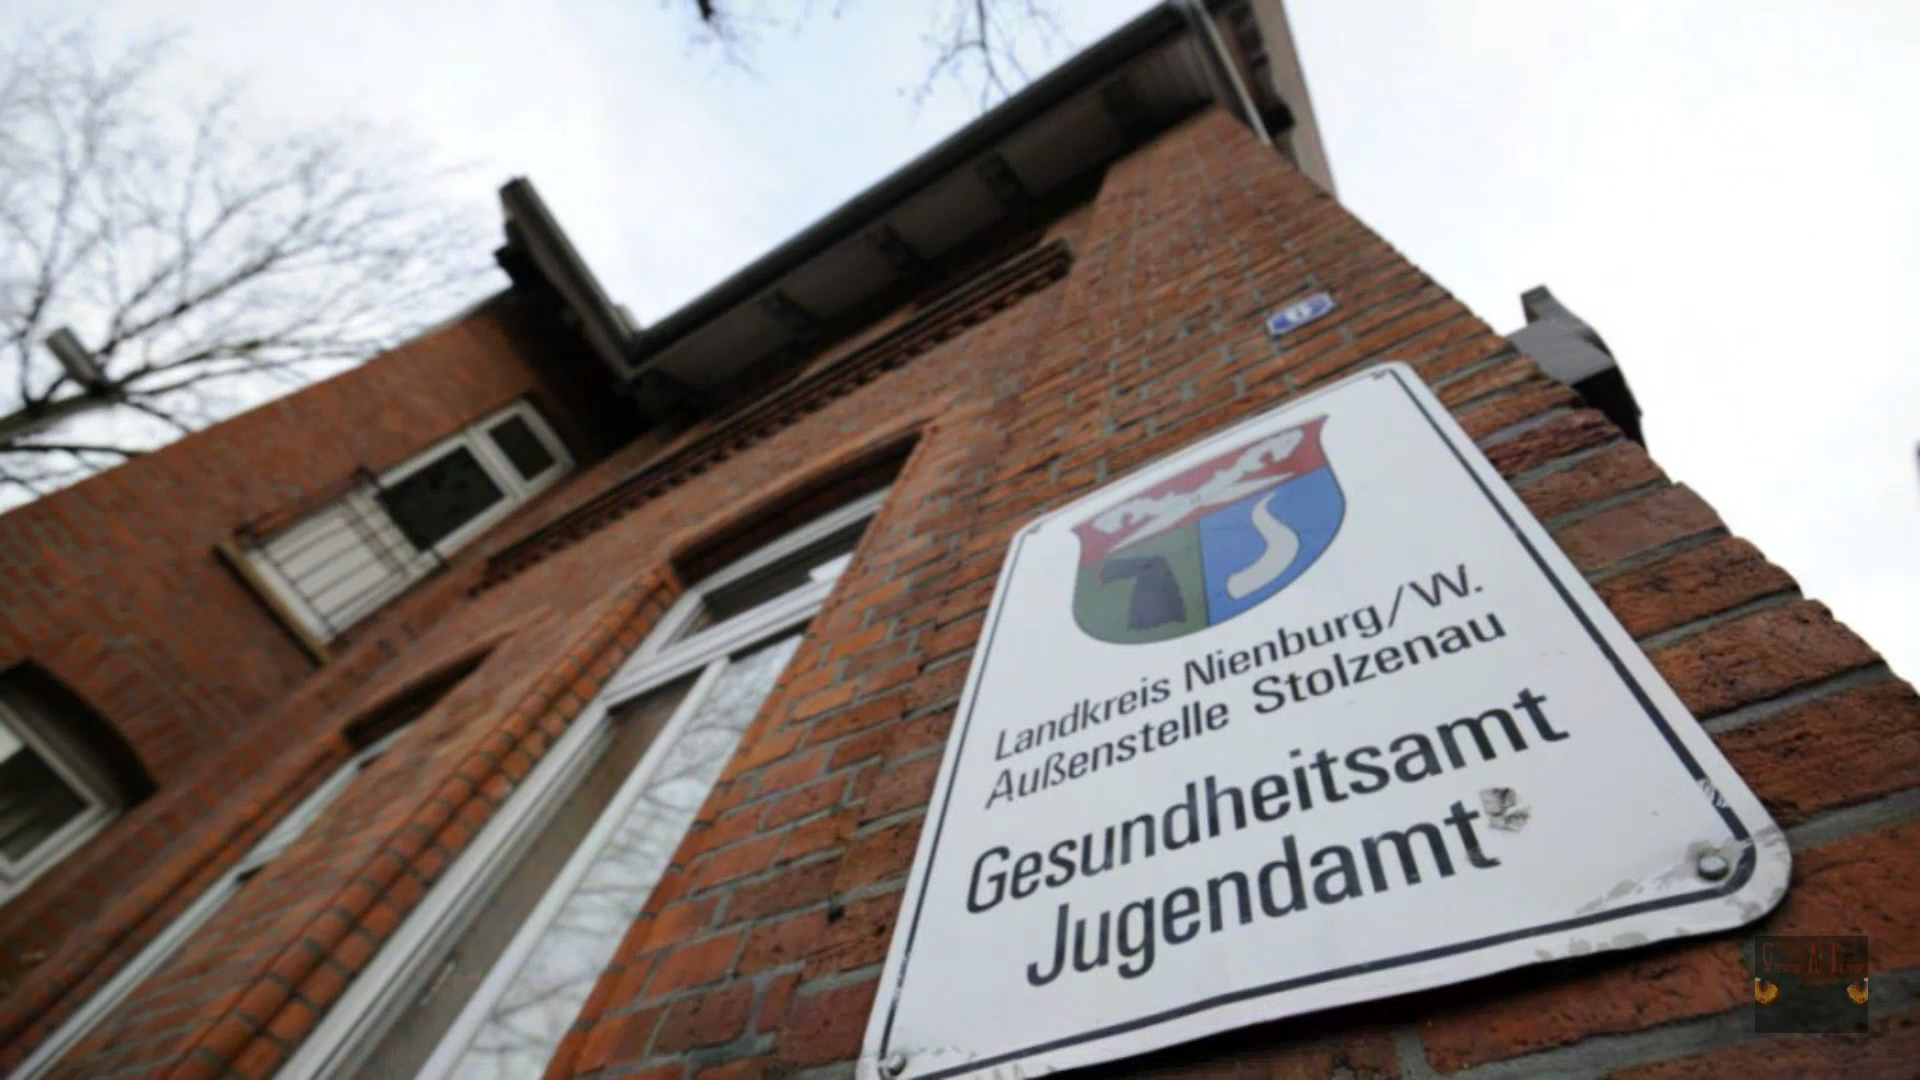 Landkreis Nienburg/W.
Außenstelle Stolzenau
Gesundheitsamt
Jugendamt